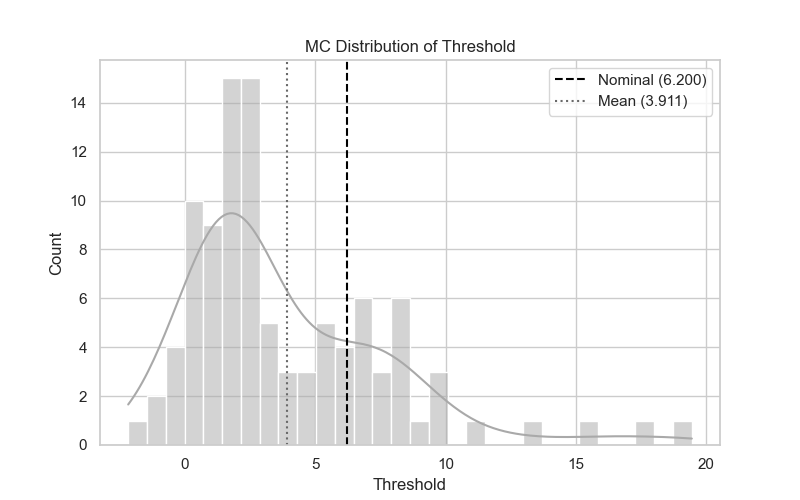 MC Distribution of Threshold
Nominal (6.200)
Mean (3.911)
Count
14
12
10
8
6
4
2
0
0
5
10
15
20
Threshold